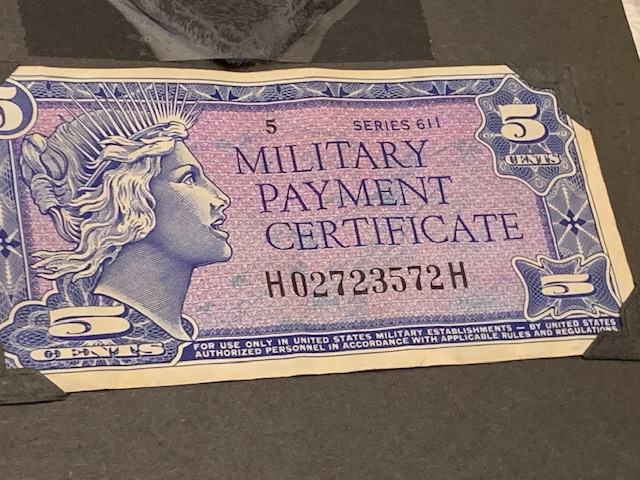 5
5 SERIES 611
5 CENTS
MILITARY
PAYMENT
CERTIFICATE
H02723572H
5
5 CENTS
FOR USE ONLY IN UNITED STATES MILITARY ESTABLISHMENTS — BY UNITED STATES
AUTHORIZED PERSONNEL IN ACCORDANCE WITH APPLICABLE RULES AND REGULATIONS